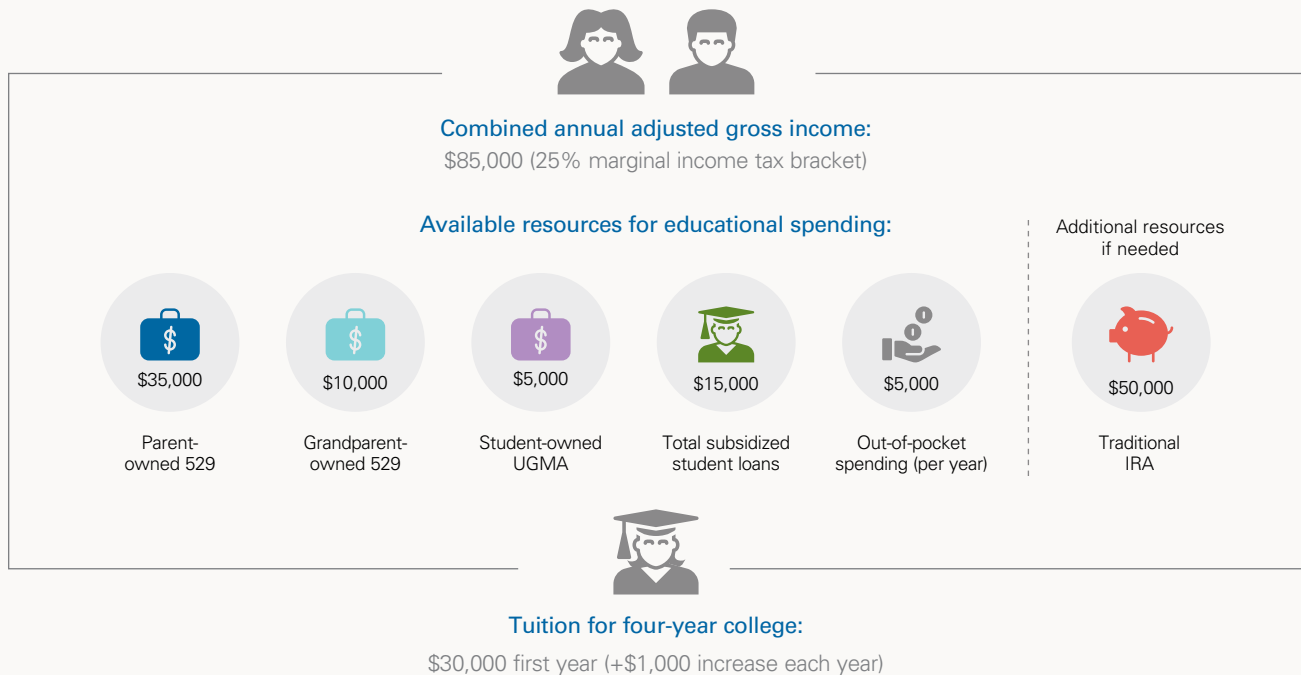 Combined annual adjusted gross income:
$85,000 (25% marginal income tax bracket)
Available resources for educational spending:
Additional resources
if needed
$
$35,000
Parent-
owned 529
$
$10,000
Grandparent-
owned 529
$
$5,000
Student-owned
UGMA
$15,000
Total subsidized
student loans
$5,000
Out-of-pocket
spending (per year)
$50,000
Traditional
IRA
Tuition for four-year college:
$30,000 first year (+$1,000 increase each year)